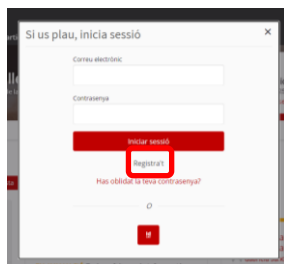 Si us plau, inicia sessió
×
Correu electrònic
Contrasenya
Iniciar sessió
Registra't
Has oblidat la teva contrasenya?
O